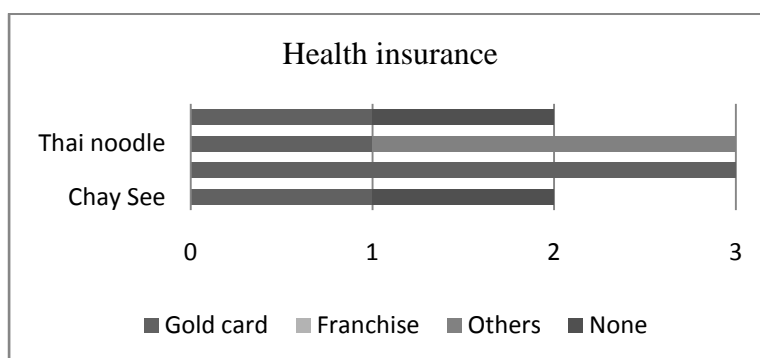 Health insurance
Thai noodle
Chay See
0 1 2 3
Gold card Franchise Others None